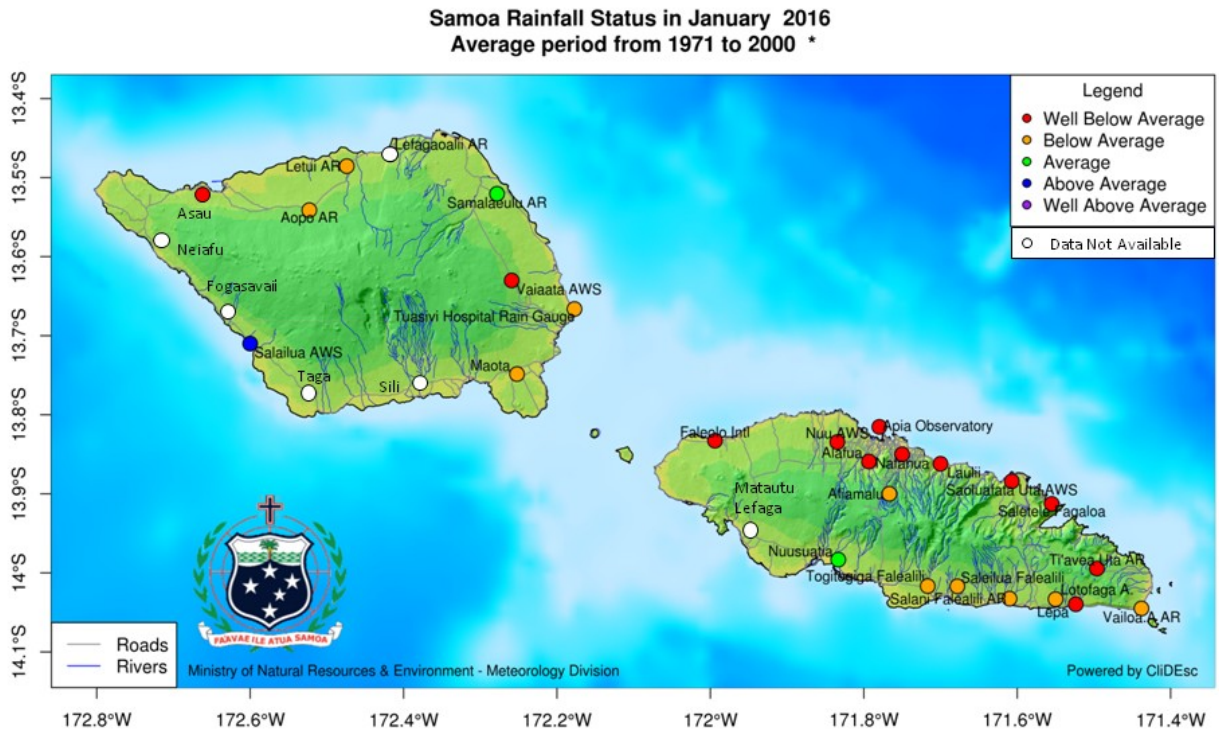 Samoa Rainfall Status in January 2016
Average period from 1971 to 2000 *
13.4°S
13.5°S
13.6°S
13.7°S
13.8°S
13.9°S
14°S
14.1°S
Legend
Well Below Average
Below Average
Average
Above Average
Well Above Average
Data Not Available
Lefagaoalii AR
Letui AR
Asau
Aopo AR
Samalaeulu AR
Neiafu
Fogasavaii
Vaiaata AWS
Tuasivi Hospital Rain Gauge
Salailua AWS
Taga
Sili
Maota
Faleolo Intl
Nuu AWS
Apia Observatory
Alafua
Nafanua
Laulii
Afiamalu
Saoluafata Uta AWS
Saletele Fagaloa
Matautu
Lefaga
Nuusuatia
Ti'avea Uta AR
Togitogiga Falealili
Saleilua Falealili
Salani Falealili AR
Lotofaga A.
Lepa
Vailoa A AR
FAAVAE ILE ATUA SAMOA
Roads
Rivers
Ministry of Natural Resources & Environment - Meteorology Division
Powered by CliDEsc
172.8°W
172.6°W
172.4°W
172.2°W
172°W
171.8°W
171.6°W
171.4°W